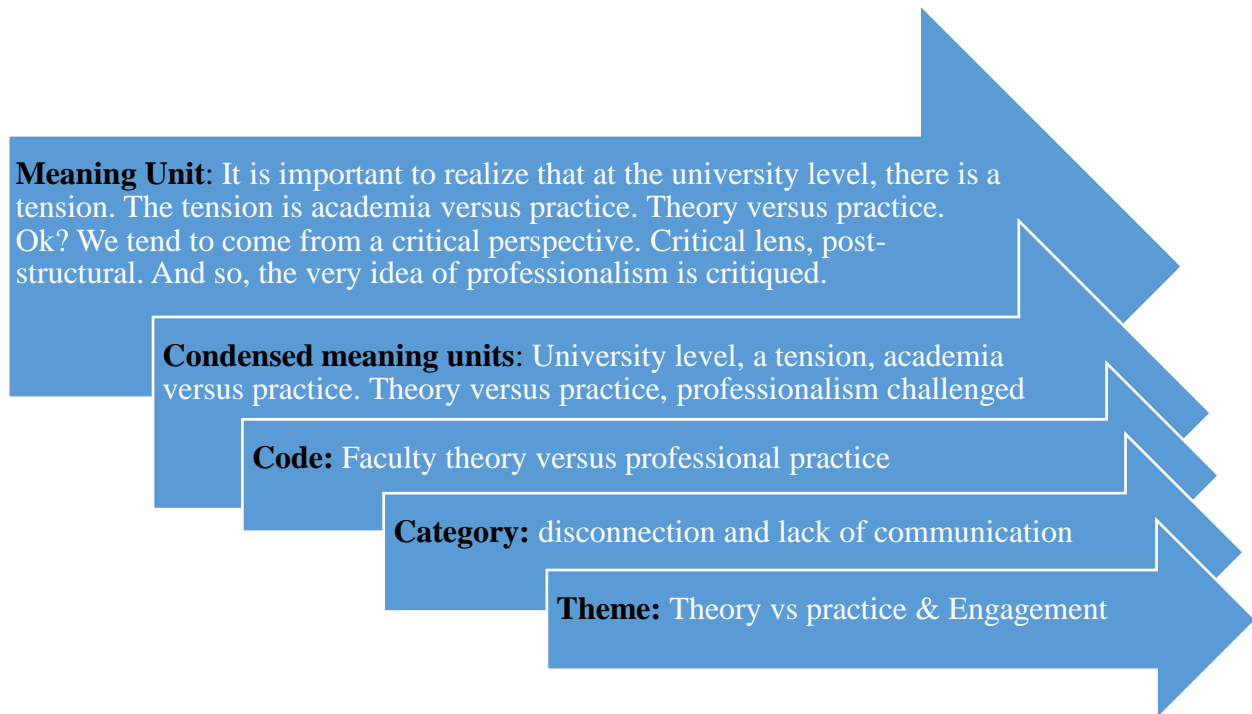 Meaning Unit: It is important to realize that at the university level, there is a
tension. The tension is academia versus practice. Theory versus practice.
Ok? We tend to come from a critical perspective. Critical lens, post-
structural. And so, the very idea of professionalism is critiqued.
Condensed meaning units: University level, a tension, academia
versus practice. Theory versus practice, professionalism challenged
Code: Faculty theory versus professional practice
Category: disconnection and lack of communication
Theme: Theory vs practice & Engagement